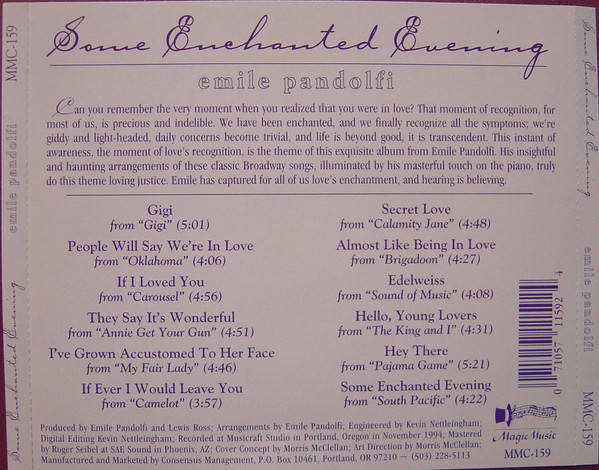 Some Enchanted Evening
emile pandolfi
Can you remember the very moment when you realized that you were in love? That moment of recognition, for
most of us, is precious and indelible. We have been enchanted, and we finally recognize all the symptoms; we're
giddy and light-headed, daily concerns become trivial, and life is beyond good, it is transcendent. This instant of
awareness, the moment of love's recognition, is the theme of this exquisite album from Emile Pandolfi. His insightful
and haunting arrangements of these classic Broadway songs, illuminated by his masterful touch on the piano, truly
do this theme loving justice. Emile has captured for all of us love's enchantment, and hearing is believing.
Gigi
from "Gigi" (5:01)
People Will Say We're In Love
from "Oklahoma" (4:06)
If I Loved You
from "Carousel" (4:56)
They Say It's Wonderful
from "Annie Get Your Gun" (4:51)
I've Grown Accustomed To Her Face
from "My Fair Lady" (4:46)
If Ever I Would Leave You
from "Camelot" (3:57)
Secret Love
from "Calamity Jane" (4:48)
Almost Like Being In Love
from "Brigadoon" (4:27)
Edelweiss
from "Sound of Music" (4:08)
Hello, Young Lovers
from "The King and I" (4:31)
Hey There
from "Pajama Game" (5:21)
Some Enchanted Evening
from "South Pacific" (4:22)
Produced by Emile Pandolfi and Lewis Ross; Arrangements by Emile Pandolfi; Engineered by Kevin Nettleingham;
Digital Editing Kevin Nettleingham; Recorded at Musicraft Studio in Portland, Oregon in November 1994; Mastered
by Roger Seibel at SAE Sound in Phoenix, AZ; Cover Concept by Morris McClellan; Art Direction by Morris McClellan;
Manufactured and Marketed by Consensus Management, P.O. Box 10461, Portland, OR 97210 — (503) 228-5113
0 71057 11592 4
Magic Music
MMC-159
MMC-159
emile pandolfi
Some Enchanted Evening
Some Enchanted Evening
emile pandolfi
MMC-159